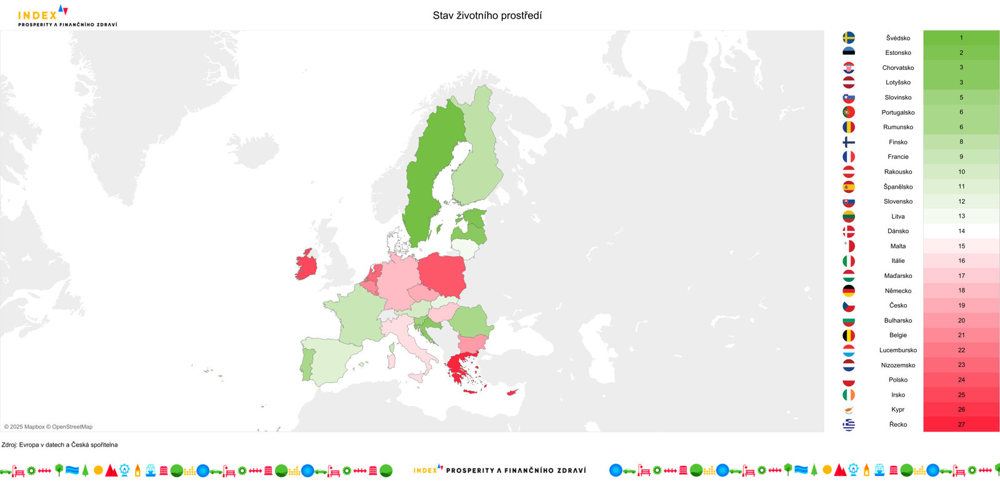 INDEX
PROSPERITY A FINANČNÍHO ZDRAVÍ
Stav životního prostředí
Švédsko 1
Estonsko 2
Chorvatsko 3
Lotyšsko 3
Slovinsko 5
Portugalsko 6
Rumunsko 6
Finsko 8
Francie 9
Rakousko 10
Španělsko 11
Slovensko 12
Litva 13
Dánsko 14
Malta 15
Itálie 16
Maďarsko 17
Německo 18
Česko 19
Bulharsko 20
Belgie 21
Lucembursko 22
Nizozemsko 23
Polsko 24
Irsko 25
Kypr 26
Řecko 27
© 2025 Mapbox © OpenStreetMap
Zdroj: Evropa v datech a Česká spořitelna
INDEX PROSPERITY A FINANČNÍHO ZDRAVÍ